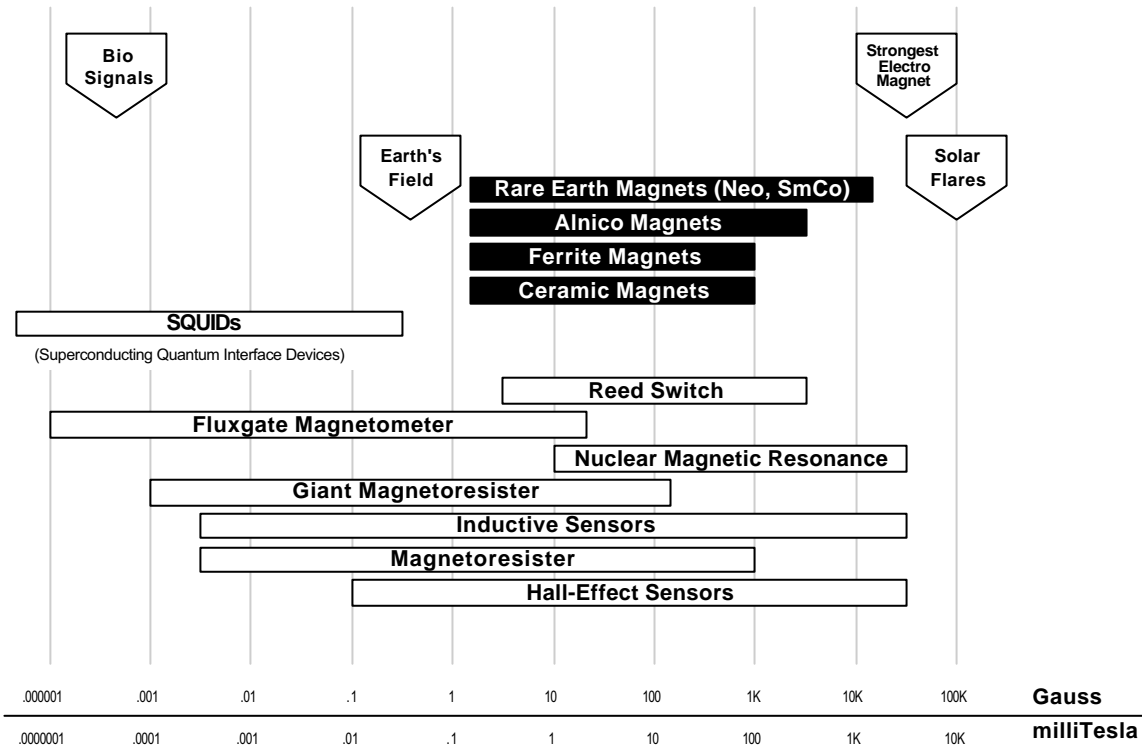 Bio
Signals
Strongest
Electro
Magnet
Earth's
Field
Solar
Flares
Rare Earth Magnets (Neo, SmCo)
Alnico Magnets
Ferrite Magnets
Ceramic Magnets
SQUIDs
(Superconducting Quantum Interface Devices)
Reed Switch
Fluxgate Magnetometer
Nuclear Magnetic Resonance
Giant Magnetoresister
Inductive Sensors
Magnetoresister
Hall-Effect Sensors
.000001 .001 .01 .1 1 10 100 1K 10K 100K Gauss
.0000001 .0001 .001 .01 .1 1 10 100 1K 10K milliTesla